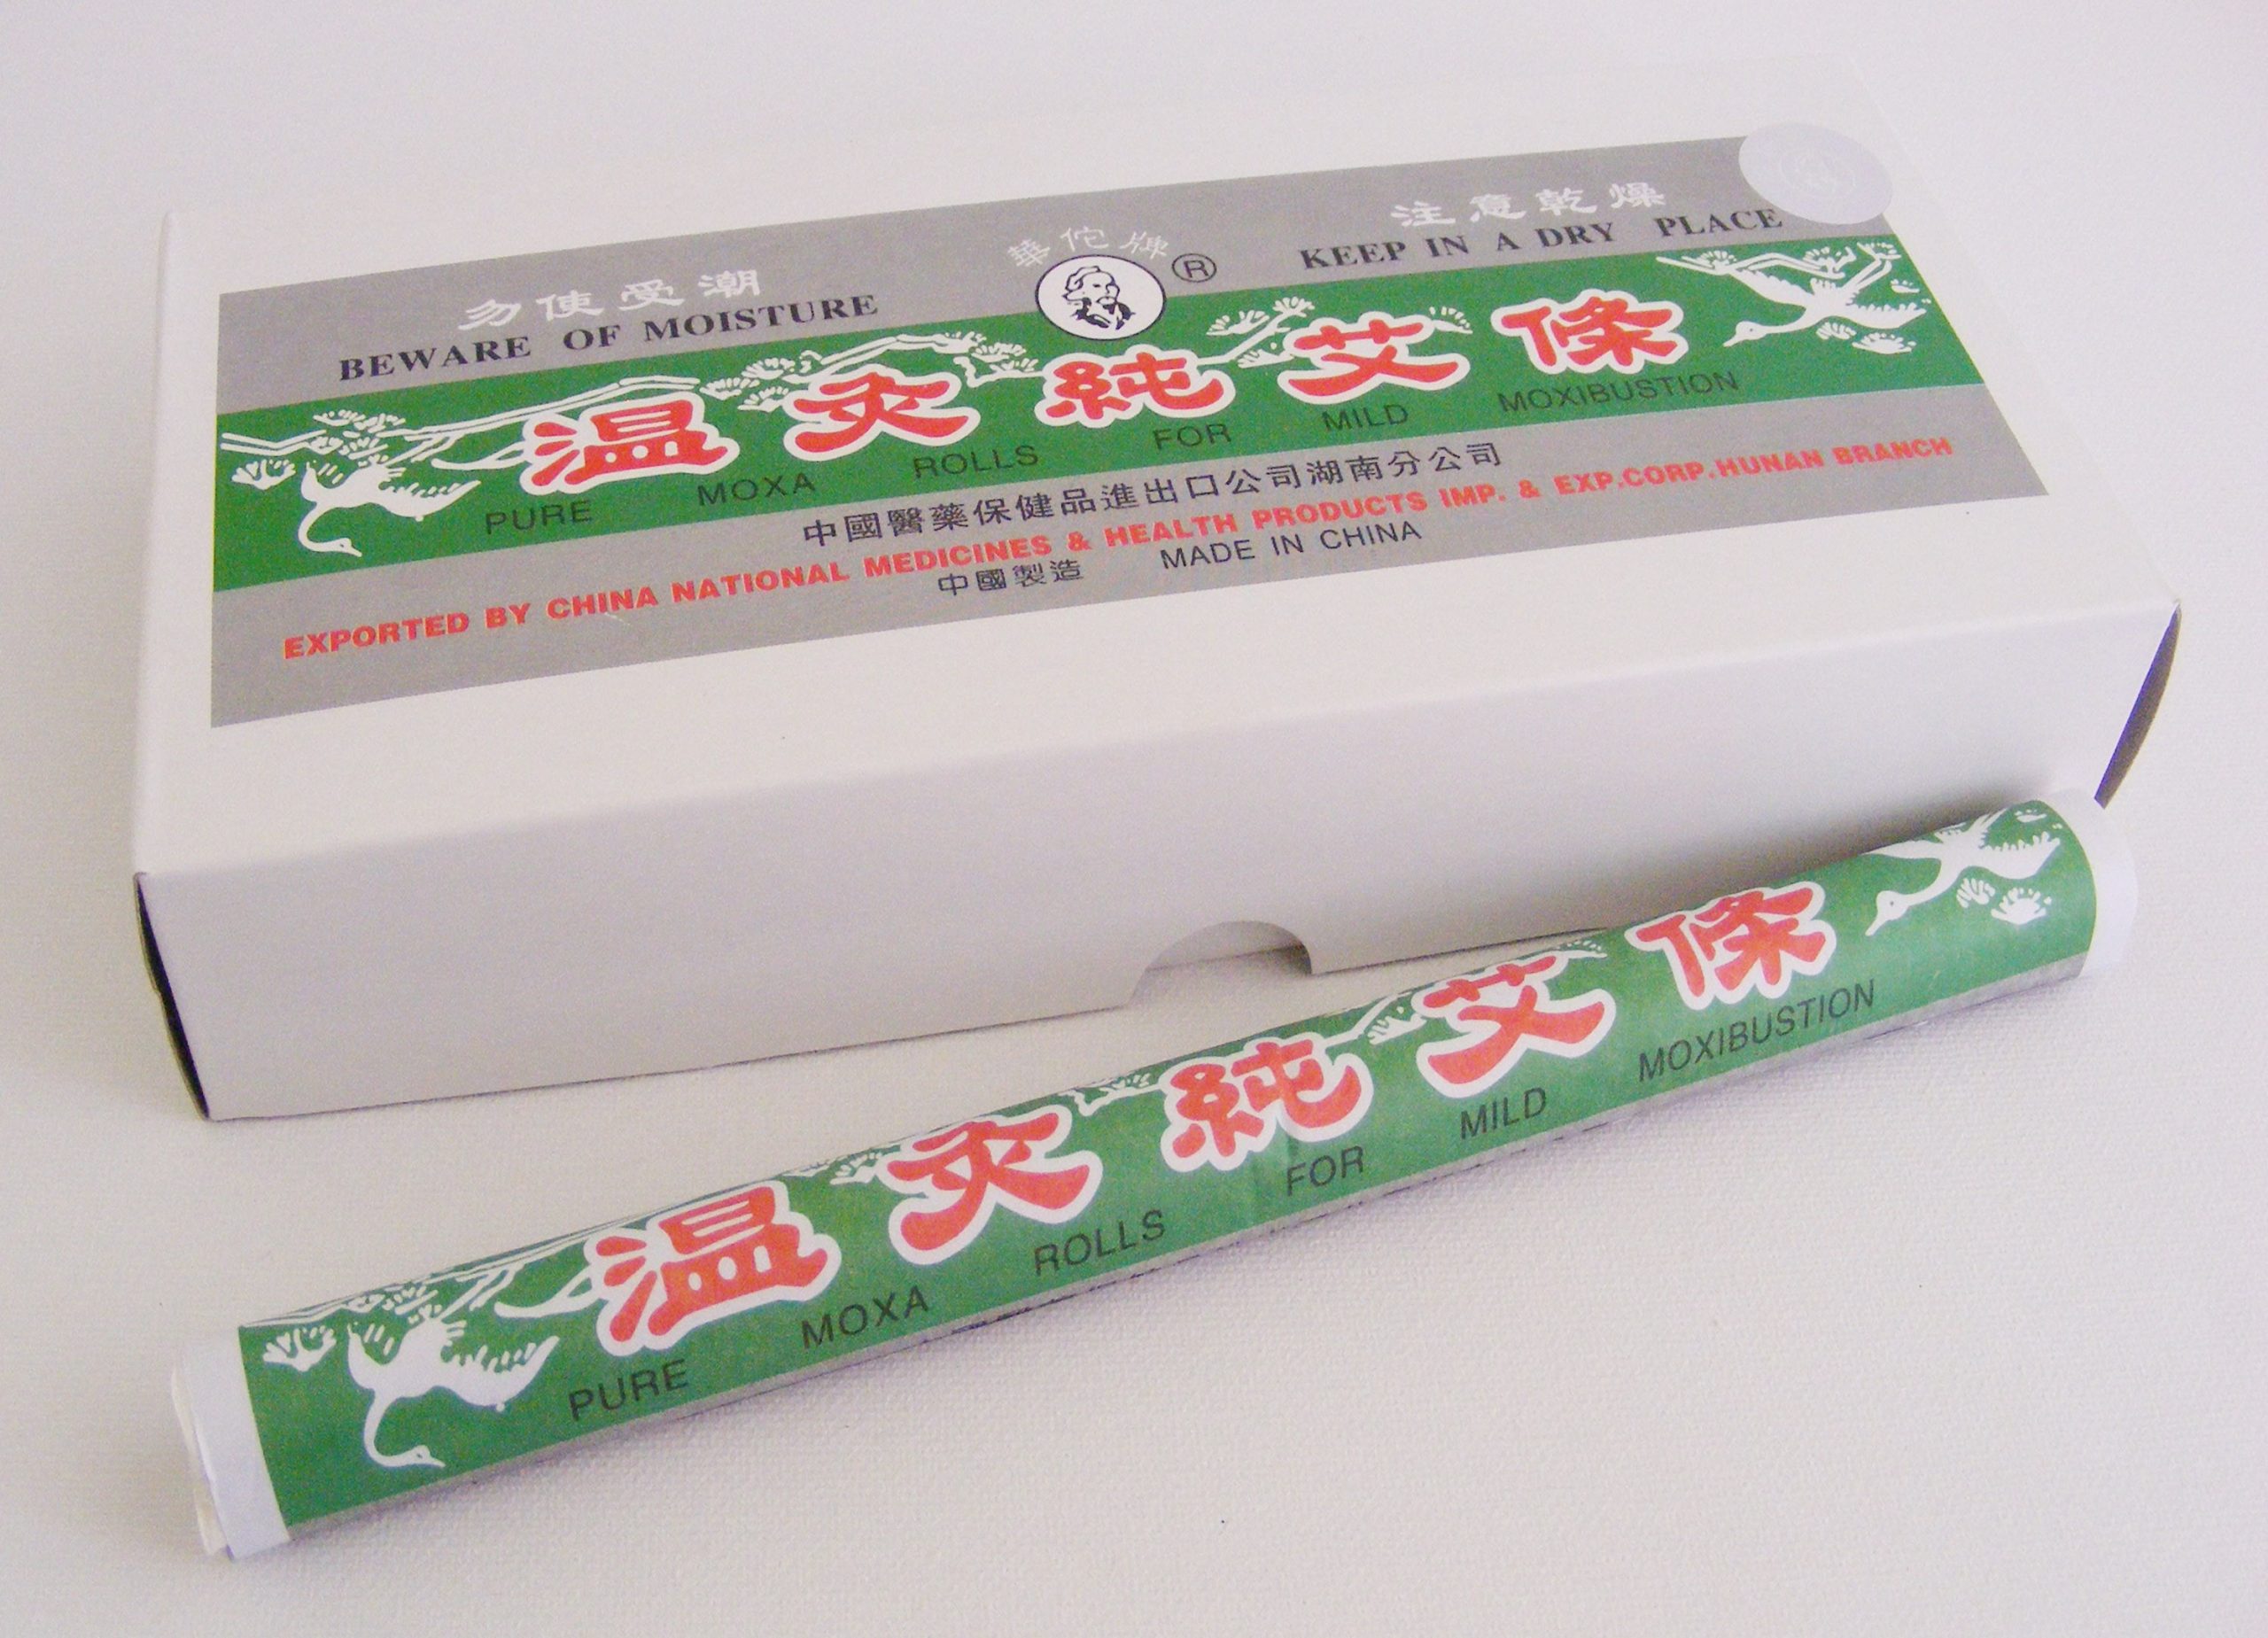 華佗牌
®
勿使受潮
BEWARE OF MOISTURE
注意乾燥
KEEP IN A DRY PLACE
温灸純艾條
PURE MOXA ROLLS FOR MILD MOXIBUSTION
中國醫藥保健品進出口公司湖南分公司
EXPORTED BY CHINA NATIONAL MEDICINES & HEALTH PRODUCTS IMP. & EXP.CORP.HUNAN BRANCH
中國製造 MADE IN CHINA
温灸純艾條
PURE MOXA ROLLS FOR MILD MOXIBUSTION